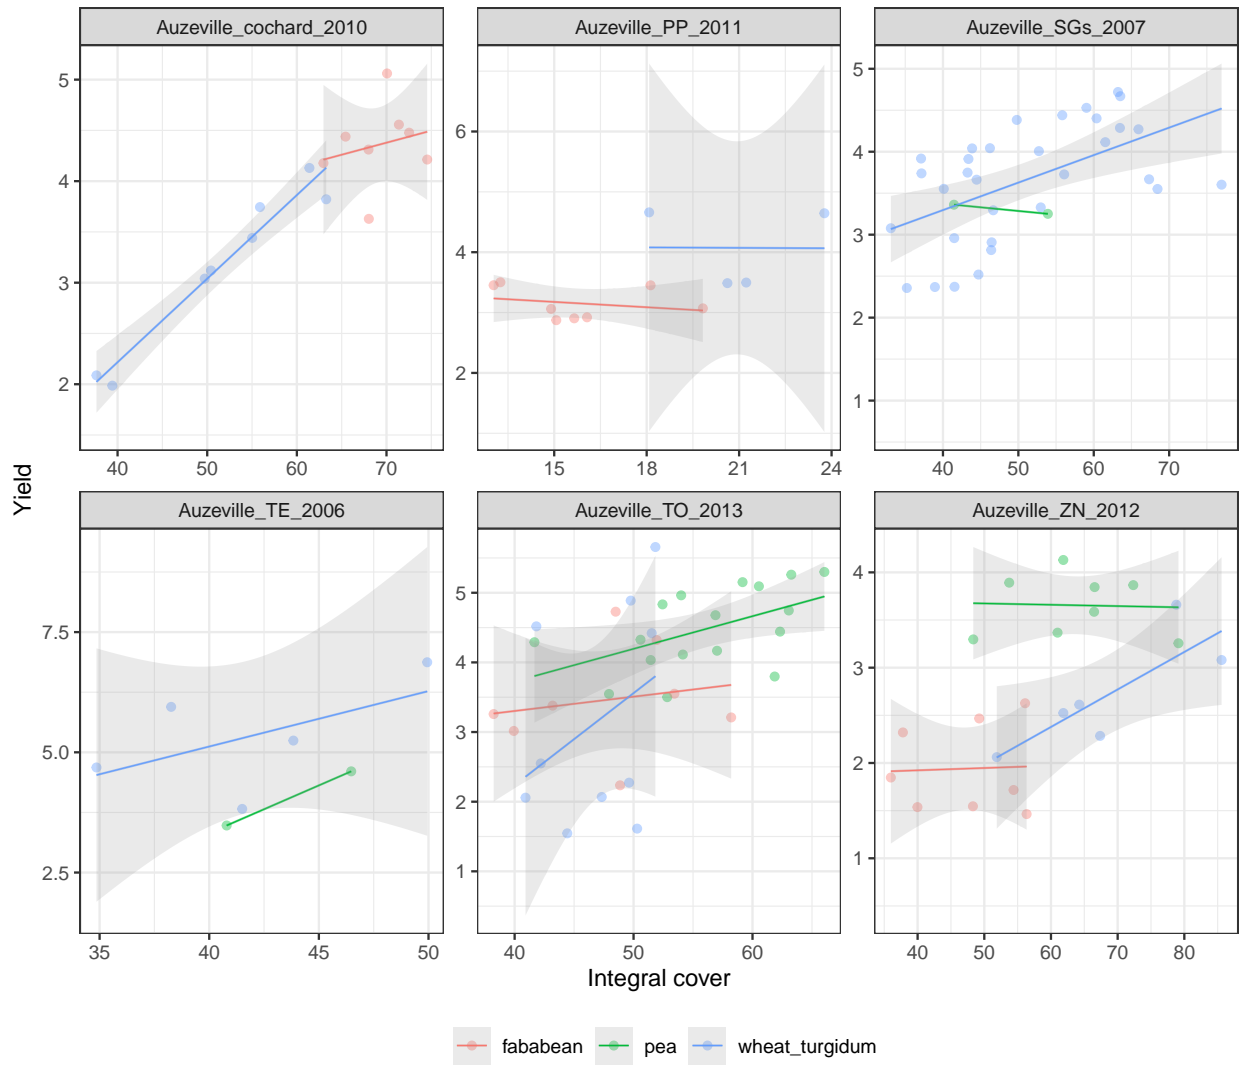 Auzeville_cochard_2010 Auzeville_PP_2011 Auzeville_SGs_2007
5
4
3
2
40 50 60 70
6
4
2
15 18 21 24
5
4
3
2
1
40 50 60 70
Yield
Auzeville_TE_2006 Auzeville_TO_2013 Auzeville_ZN_2012
7.5
5.0
2.5
35 40 45 50
5
4
3
2
1
40 50 60
4
3
2
1
40 50 60 70 80
Integral cover
fababean pea wheat_turgidum